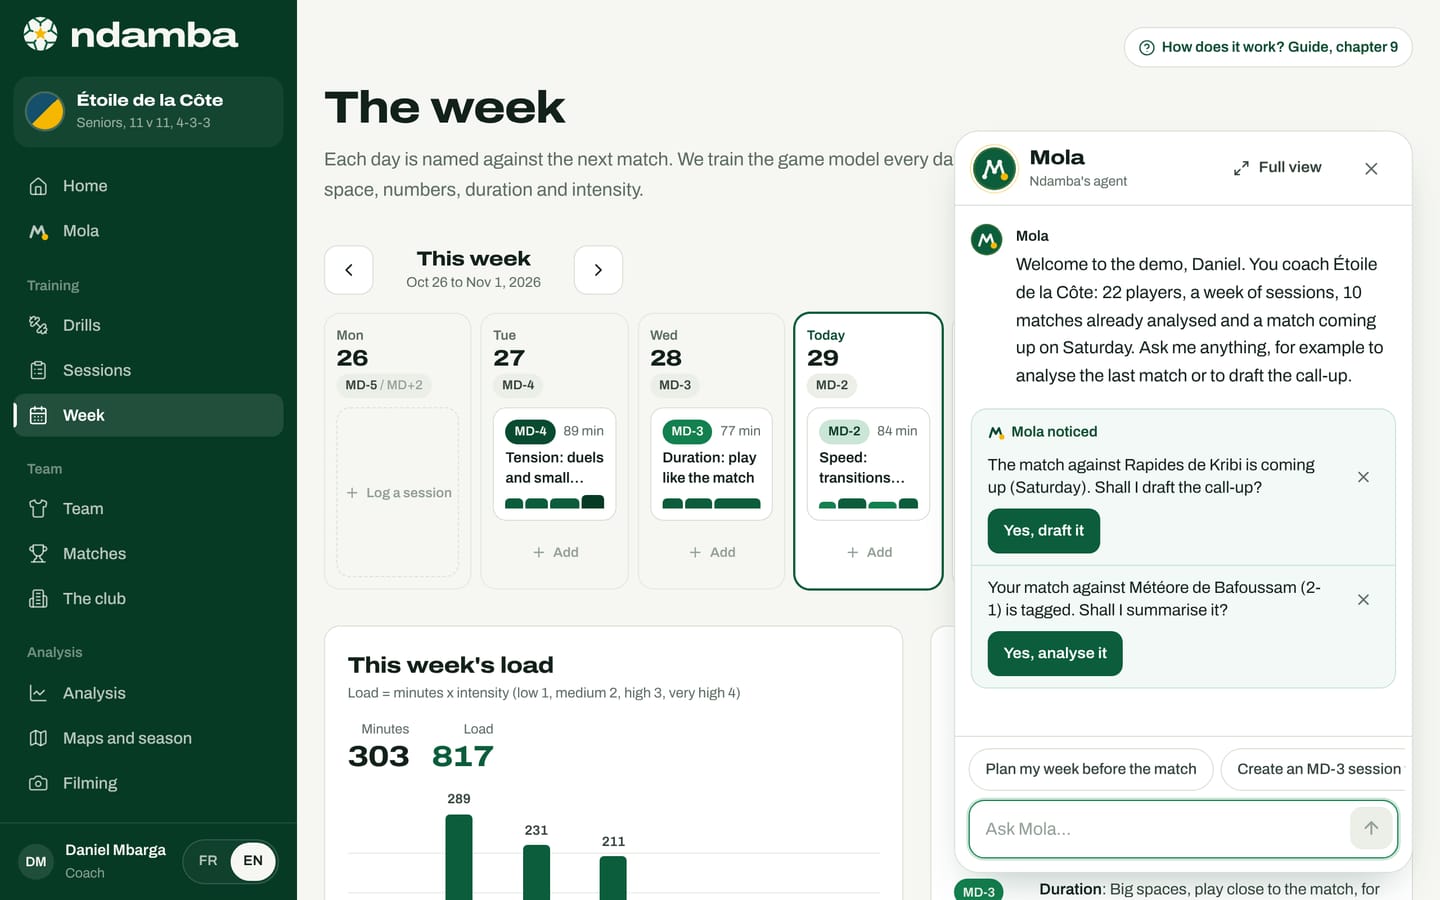 ndamba
Étoile de la Côte
Seniors, 11 v 11, 4-3-3
Home
Mola
Training
Drills
Sessions
Week
Team
Team
Matches
The club
Analysis
Analysis
Maps and season
Filming
DM
Daniel Mbarga
Coach
FR
EN
How does it work? Guide, chapter 9
The week
Each day is named against the next match. We train the game model every
space, numbers, duration and intensity.
This week
Oct 26 to Nov 1, 2026
Mon
26
MD-5 / MD+2
+ Log a session
Tue
27
MD-4
MD-4 89 min
Tension: duels
and small...
+ Add
Wed
28
MD-3
MD-3 77 min
Duration: play
like the match
+ Add
Today
29
MD-2
MD-2 84 min
Speed:
transitions...
+ Add
This week's load
Load = minutes x intensity (low 1, medium 2, high 3, very high 4)
Minutes Load
303 817
289
231
211
Mola
Ndamba's agent
Full view
Mola
Welcome to the demo, Daniel. You coach Étoile
de la Côte: 22 players, a week of sessions, 10
matches already analysed and a match coming
up on Saturday. Ask me anything, for example to
analyse the last match or to draft the call-up.
Mola noticed
The match against Rapides de Kribi is coming
up (Saturday). Shall I draft the call-up?
Yes, draft it
Your match against Météore de Bafoussam (2-
1) is tagged. Shall I summarise it?
Yes, analyse it
Plan my week before the match
Create an MD-3 session
Ask Mola...
MD-3
Duration: Big spaces, play close to the match, for